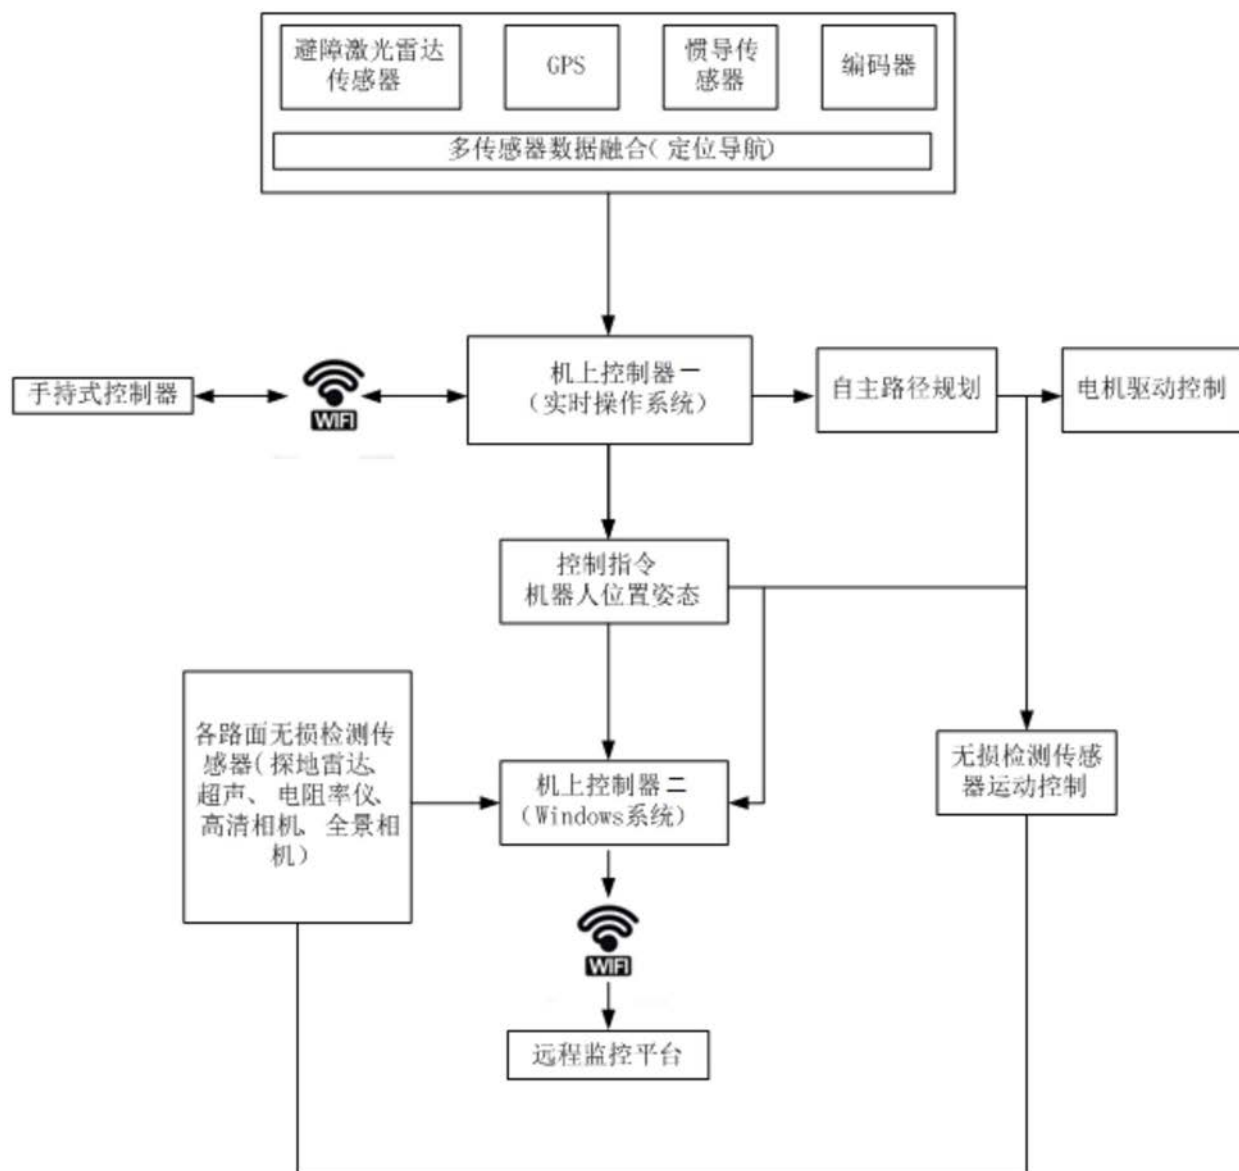 避障激光雷达
传感器
GPS
惯导传
感器
编码器
多传感器数据融合(定位导航)
手持式控制器
WIFI
机上控制器一
(实时操作系统)
自主路径规划
电机驱动控制
控制指令
机器人位置姿态
各路面无损检测传
感器(探地雷达、
超声、电阻率仪、
高清相机、全景相
机)
机上控制器二
(Windows系统)
无损检测传感
器运动控制
WIFI
远程监控平台